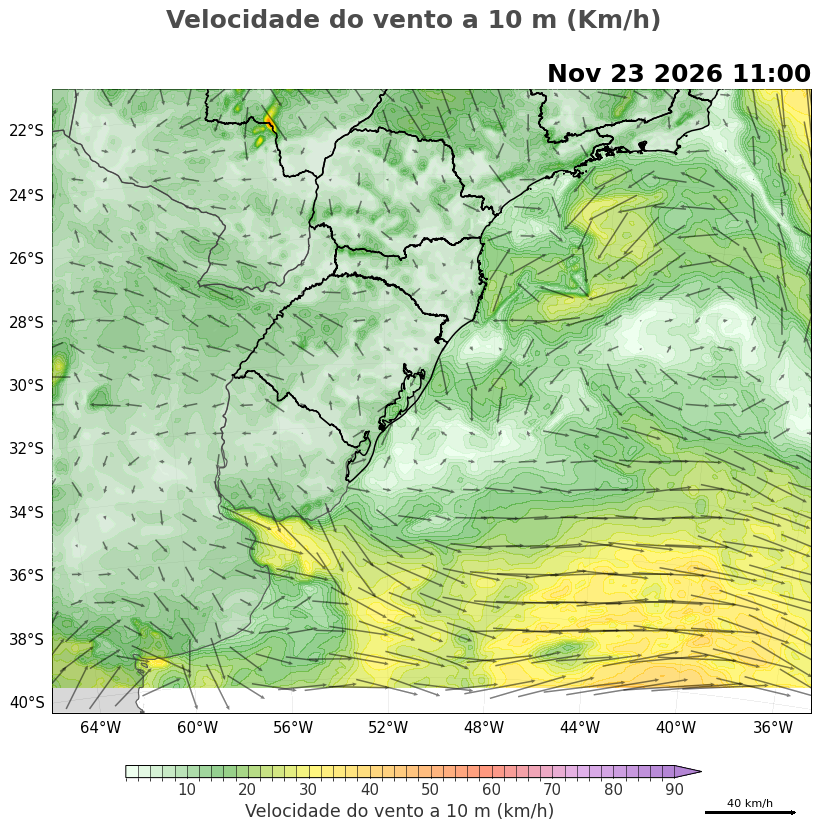 Velocidade do vento a 10 m (Km/h)
Nov 23 2026 11:00
22°S
24°S
26°S
28°S
30°S
32°S
34°S
36°S
38°S
40°S
64°W 60°W 56°W 52°W 48°W 44°W 40°W 36°W
10 20 30 40 50 60 70 80 90
Velocidade do vento a 10 m (km/h)
40 km/h